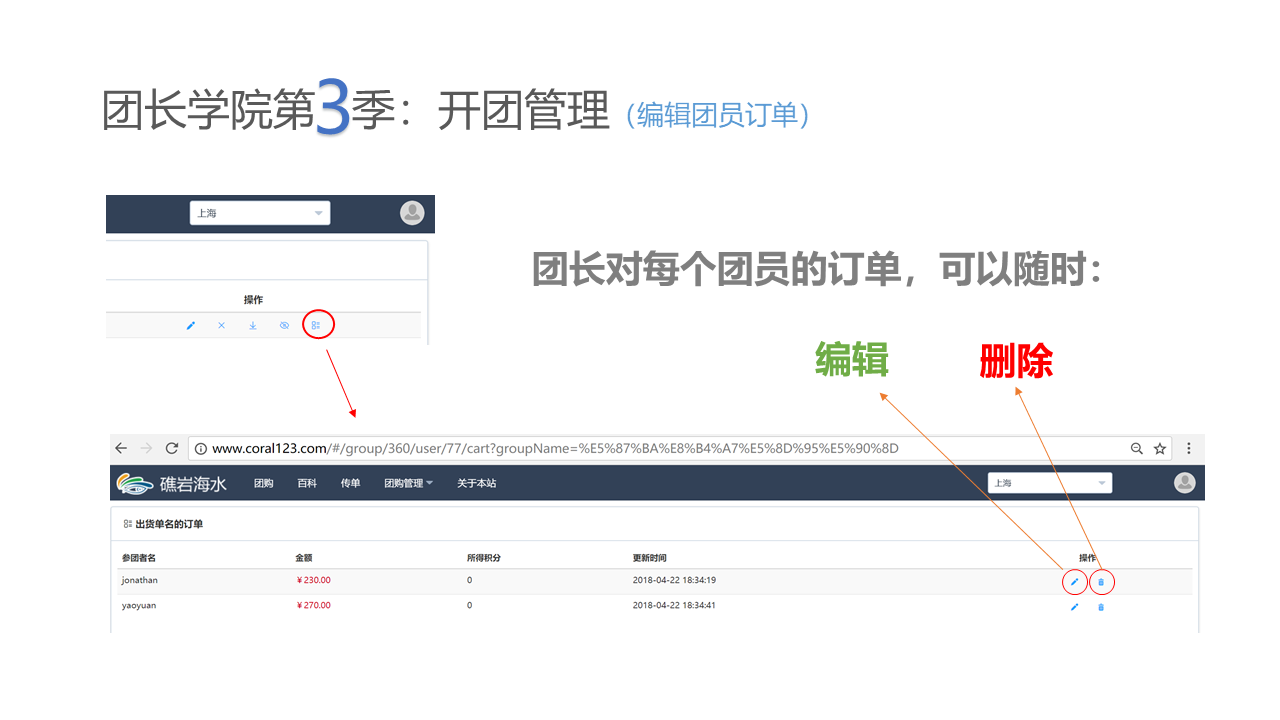 团长学院第3季：开团管理（编辑团员订单）
上海
操作
团长对每个团员的订单，可以随时：
编辑 删除
www.coral123.com/#/group/360/user/77/cart?groupName=%E5%87%BA%E8%B4%A7%E5%8D%95%E5%90%8D
礁岩海水 团购 百科 传单 团购管理 关于本站 上海
出货单名的订单
参团者名 金额 所得积分 更新时间 操作
jonathan ￥230.00 0 2018-04-22 18:34:19
yaoyuan ￥270.00 0 2018-04-22 18:34:41